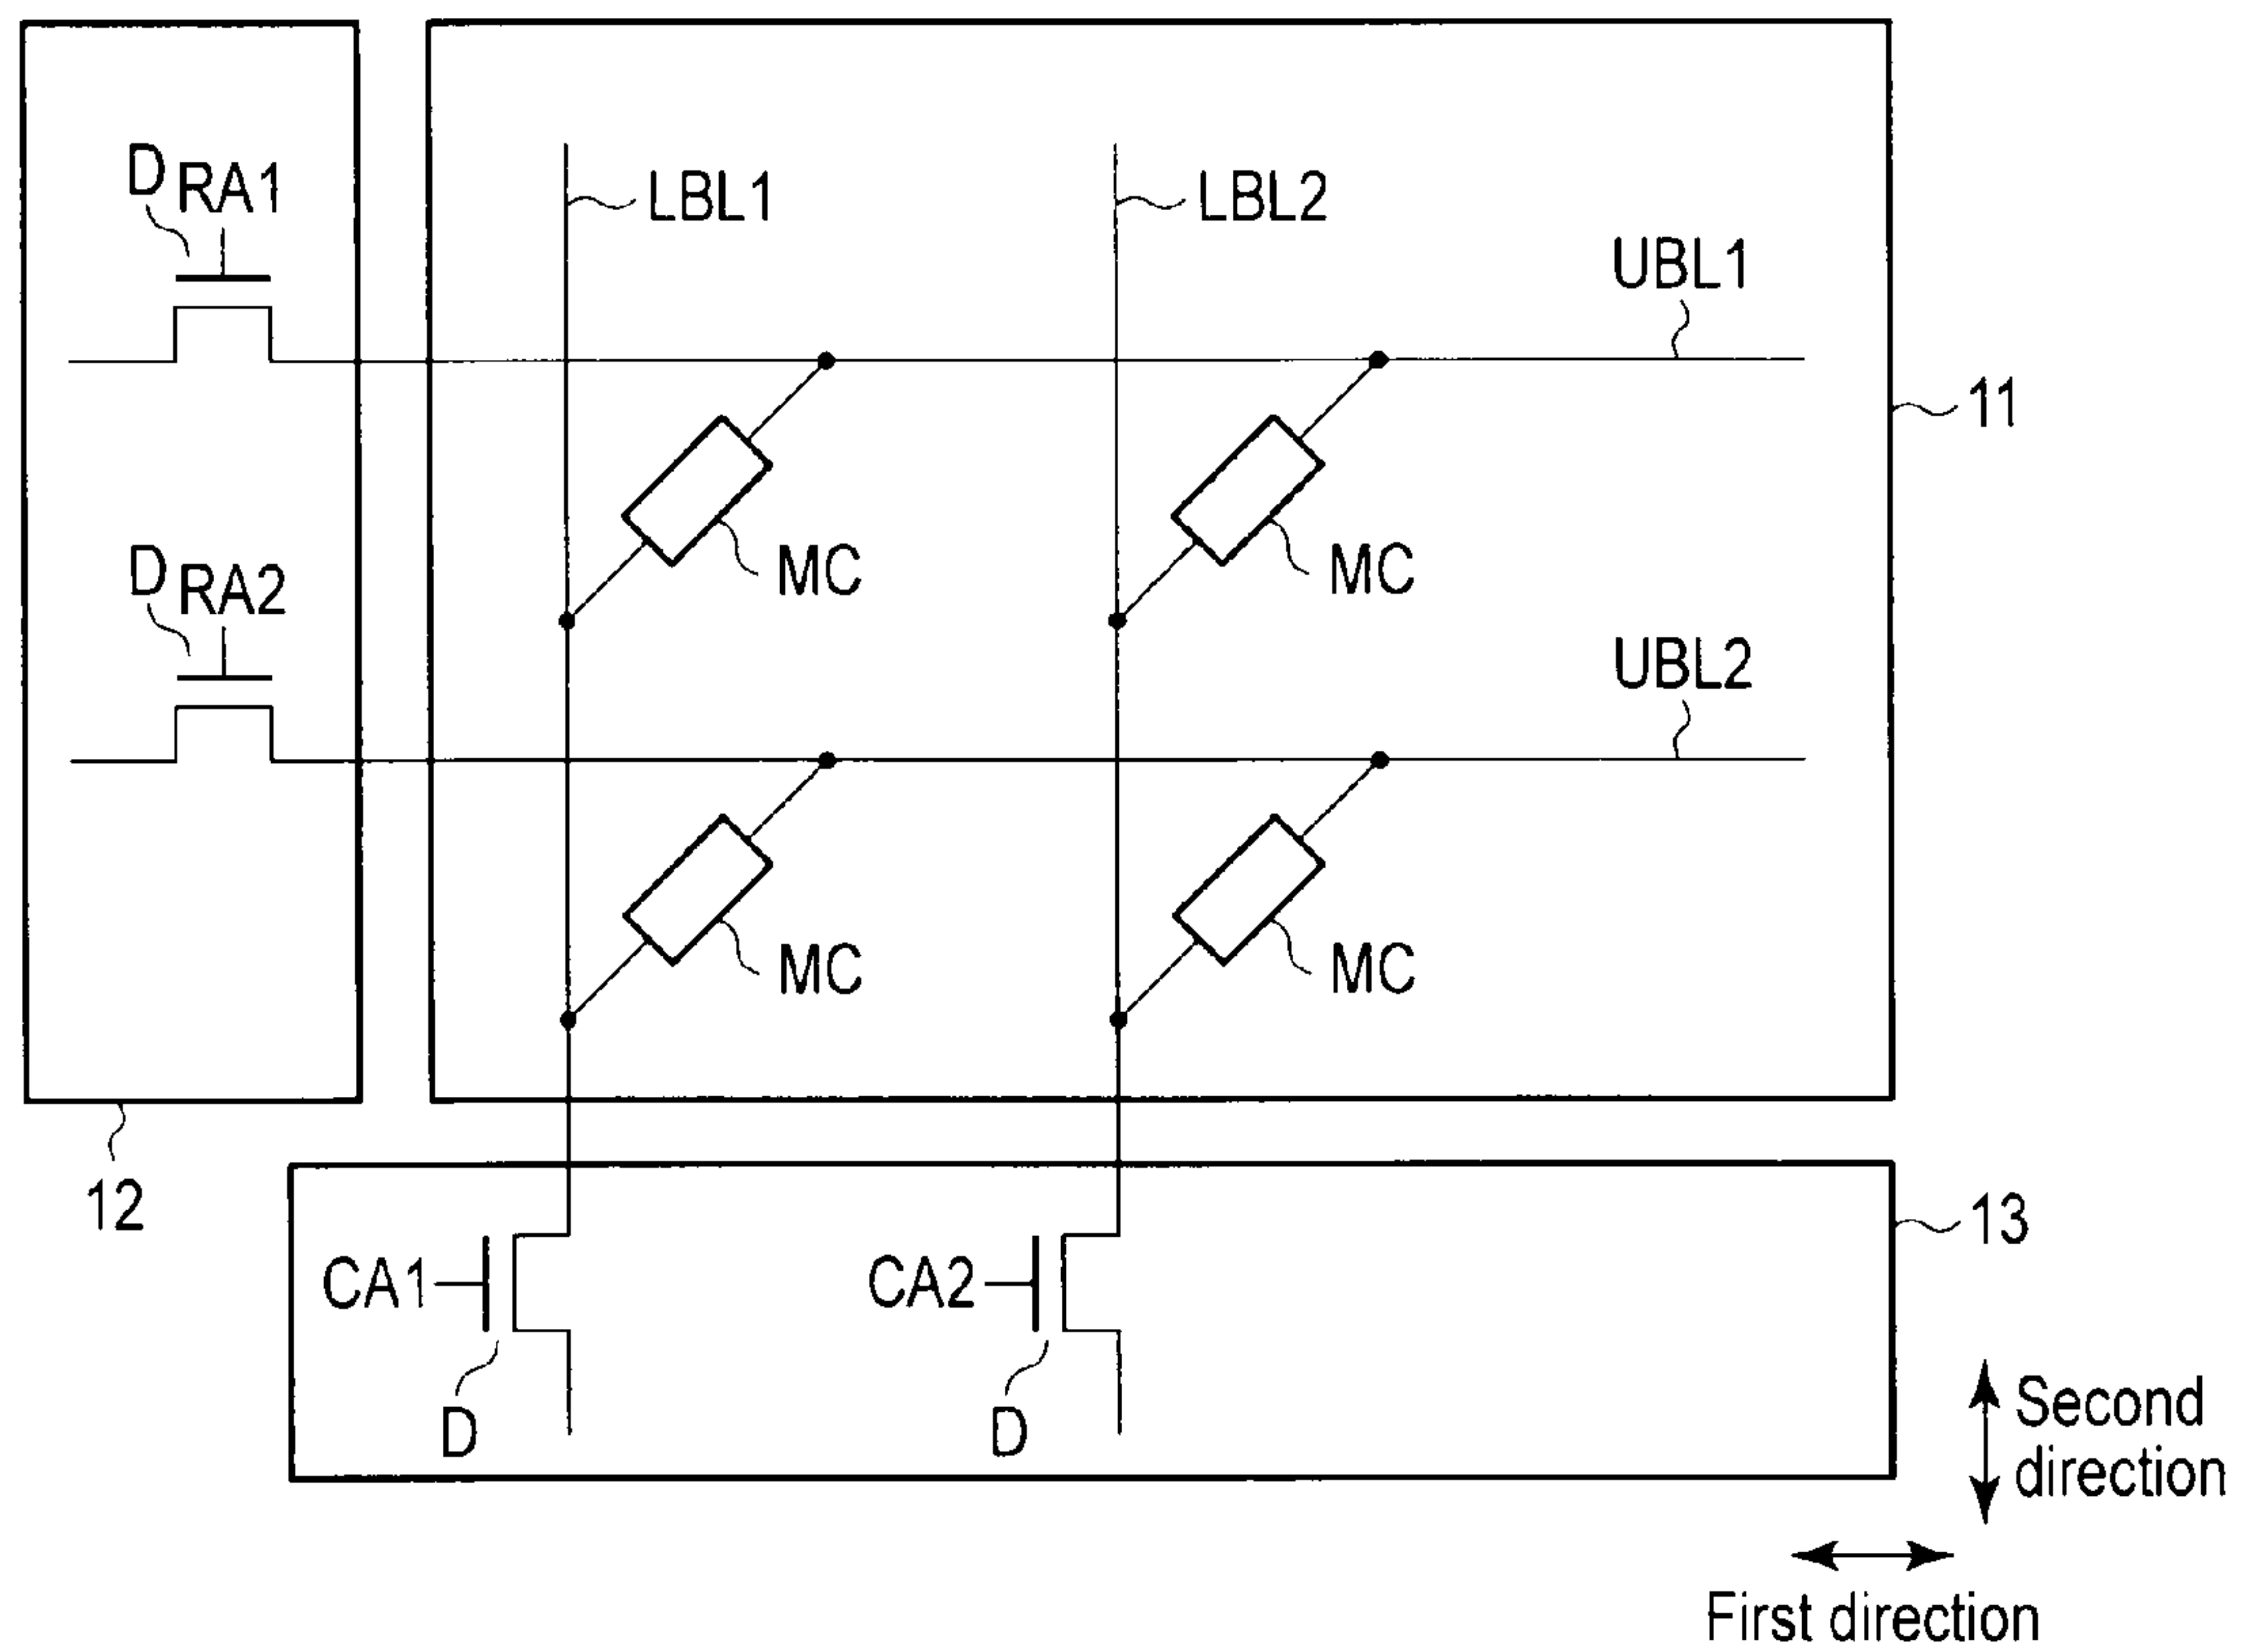 D RA1
LBL1
LBL2
UBL1
11
MC
MC
D RA2
UBL2
MC
MC
12
13
CA1
CA2
D
D
Second
direction
First direction